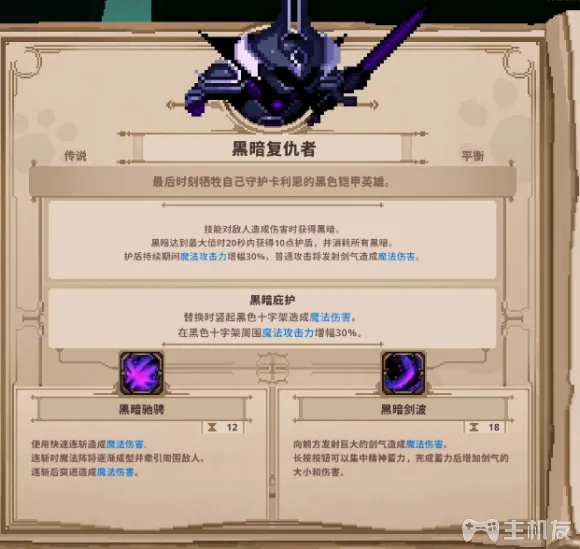 黑暗复仇者
传说
平衡
最后时刻牺牲自己守护卡利恩的黑色铠甲英雄。
技能对敌人造成伤害时获得黑暗。
黑暗达到最大值时20秒内获得10点护盾，并消耗所有黑暗。
护盾持续期间魔法攻击力增幅30%，普通攻击将发射剑气造成魔法伤害。
黑暗庇护
替换时竖起黑色十字架造成魔法伤害。
在黑色十字架周围魔法攻击力增幅30%。
黑暗驰骋
12
使用快速连斩造成魔法伤害.
连斩时魔法阵将逐渐成型并牵引周围敌人。
连斩后突进造成魔法伤害。
黑暗剑波
18
向前方发射巨大的剑气造成魔法伤害。
长按按钮可以集中精神蓄力，完成蓄力后增加剑气的
大小和伤害。
主机友